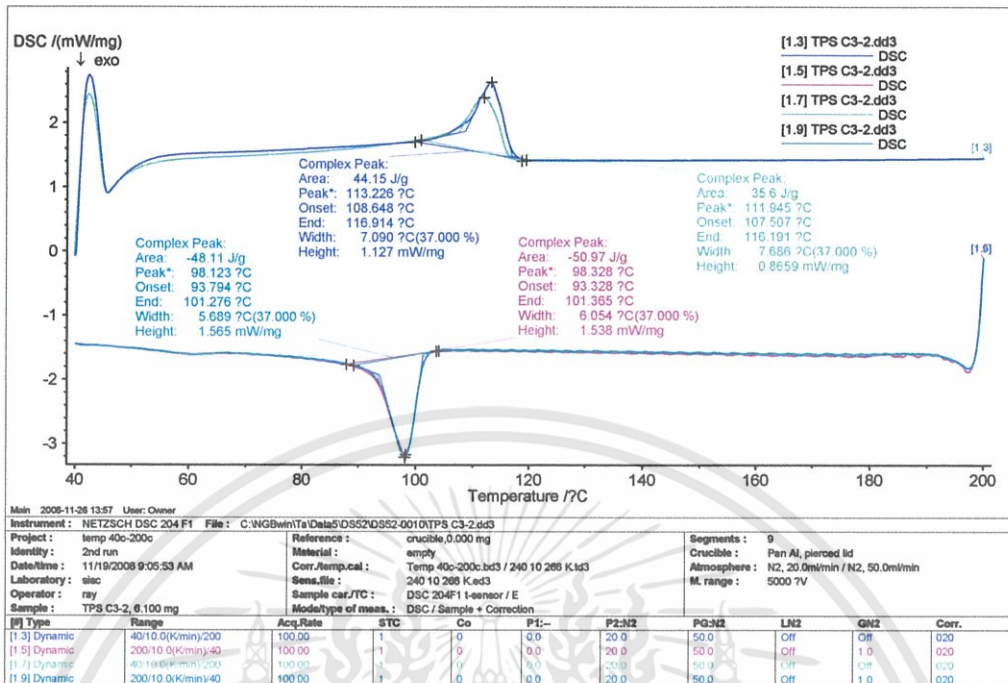 DSC /(mW/mg)
↓ exo
[1.3] TPS C3-2.dd3
DSC
[1.5] TPS C3-2.dd3
DSC
[1.7] TPS C3-2.dd3
DSC
[1.9] TPS C3-2.dd3
DSC
2
1
0
-1
-2
-3
[1.3]
[1.9]
Complex Peak:
Area: 44.15 J/g
Peak*: 113.226 ?C
Onset: 108.648 ?C
End: 116.914 ?C
Width: 7.090 ?C(37.000 %)
Height: 1.127 mW/mg
Complex Peak:
Area: 35.6 J/g
Peak*: 111.945 ?C
Onset: 107.507 ?C
End: 116.191 ?C
Width 7.686 ?C(37.000 %)
Height: 0.8659 mW/mg
Complex Peak:
Area: -48.11 J/g
Peak*: 98.123 ?C
Onset: 93.794 ?C
End: 101.276 ?C
Width: 5.689 ?C(37.000 %)
Height: 1.565 mW/mg
Complex Peak:
Area: -50.97 J/g
Peak*: 98.328 ?C
Onset: 93.328 ?C
End: 101.365 ?C
Width: 6.054 ?C(37.000 %)
Height: 1.538 mW/mg
40 60 80 100 120 140 160 180 200
Temperature /?C
Main 2008-11-26 13:57 User: Owner
Instrument : NETZSCH DSC 204 F1 File : C:\NGBwin\Ta\Data5\DS52\DS52-0010\TPS C3-2.dd3
Project : temp 40c-200c Reference : crucible,0.000 mg Segments : 9
Identity : 2nd run Material : empty Crucible : Pan Al, pierced lid
Date/time : 11/19/2008 9:05:53 AM Corr./temp.cal : Temp 40c-200c.bd3 / 240 10 266 K.td3 Atmosphere : N2, 20.0ml/min / N2, 50.0ml/min
Laboratory : sisc Sens.file : 240 10 266 K.ed3 M. range : 5000 ?V
Operator : ray Sample car./TC : DSC 204F1 t-sensor / E
Sample : TPS C3-2, 6.100 mg Mode/type of meas. : DSC / Sample + Correction
[#] Type Range Acq.Rate STC Co P1:-- P2:N2 PG:N2 LN2 GN2 Corr.
[1.3] Dynamic 40/10.0(K/min)/200 100.00 1 0 0.0 20.0 50.0 Off Off 020
[1.5] Dynamic 200/10.0(K/min)/40 100.00 1 0 0.0 20.0 50.0 Off 1.0 020
[1.7] Dynamic 40/10.0(K/min)/200 100.00 1 0 0.0 20.0 50.0 Off Off 020
[1.9] Dynamic 200/10.0(K/min)/40 100.00 1 0 0.0 20.0 50.0 Off 1.0 020